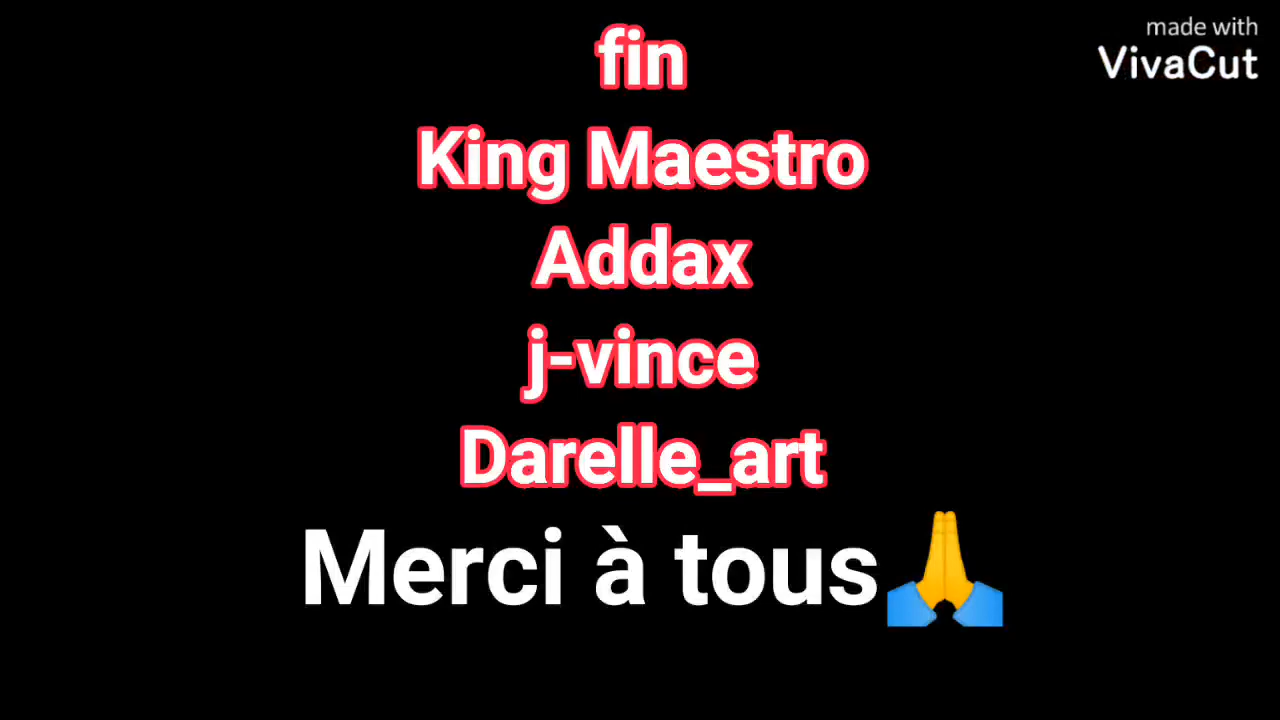 made with
VivaCut
fin
King Maestro
Addax
j-vince
Darelle_art
Merci à tous🙏